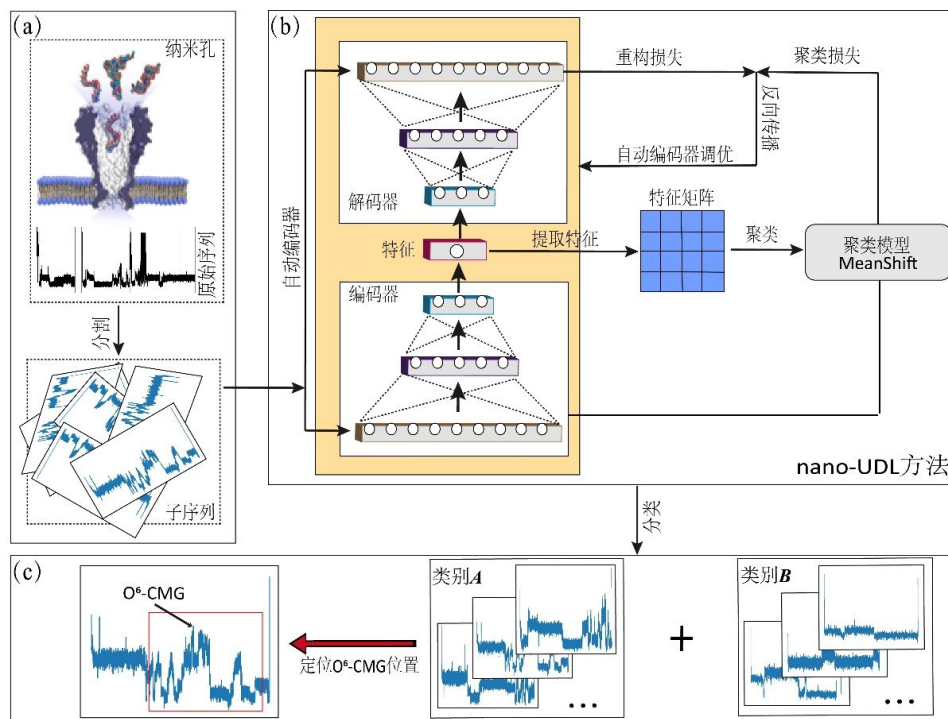 (a)
纳米孔
原始序列
分割
子序列
(b)
自动编码器
解码器
特征
编码器
重构损失
聚类损失
反向传播
自动编码器调优
提取特征
特征矩阵
聚类
聚类模型
MeanShift
nano-UDL方法
分类
(c)
O⁶-CMG
定位O⁶-CMG位置
类别A
...
+
类别B
...